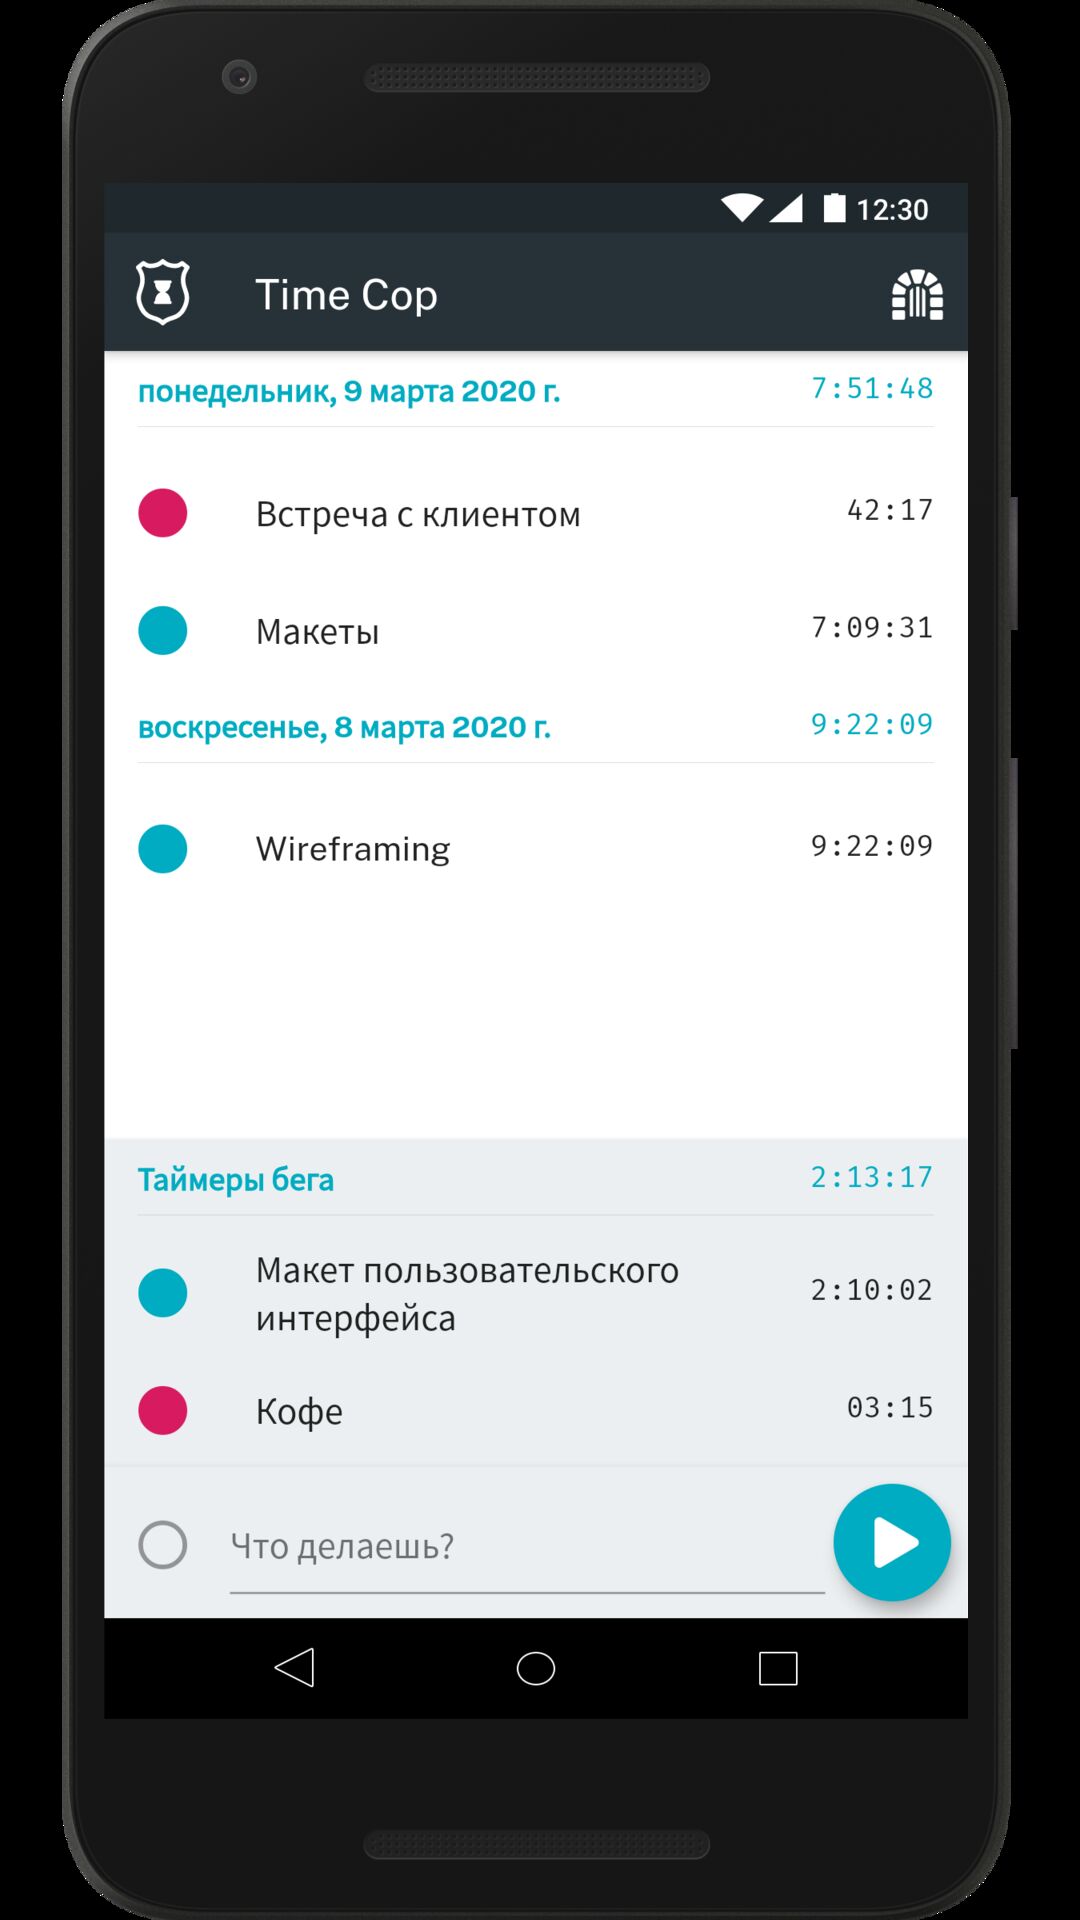 12:30
Time Cop
понедельник, 9 марта 2020 г. 7:51:48
Встреча с клиентом 42:17
Макеты 7:09:31
воскресенье, 8 марта 2020 г. 9:22:09
Wireframing 9:22:09
Таймеры бега 2:13:17
Макет пользовательского
интерфейса 2:10:02
Кофе 03:15
Что делаешь?